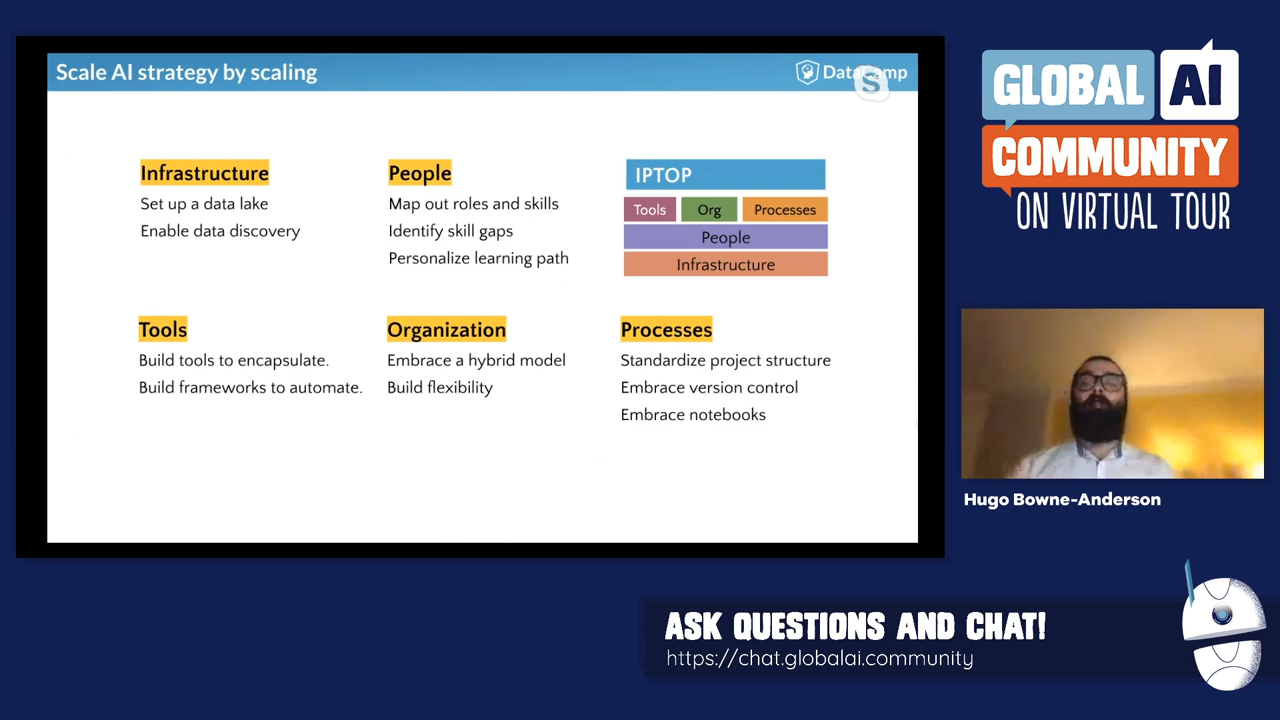 Scale AI strategy by scaling
DataCamp
S
Infrastructure
Set up a data lake
Enable data discovery
People
Map out roles and skills
Identify skill gaps
Personalize learning path
IPTOP
Tools Org Processes
People
Infrastructure
Tools
Build tools to encapsulate.
Build frameworks to automate.
Organization
Embrace a hybrid model
Build flexibility
Processes
Standardize project structure
Embrace version control
Embrace notebooks
GLOBAL AI
COMMUNITY
ON VIRTUAL TOUR
Hugo Bowne-Anderson
ASK QUESTIONS AND CHAT!
https://chat.globalai.community